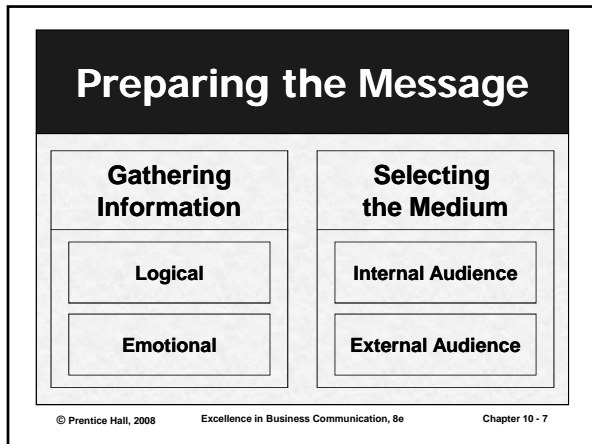 Preparing the Message
Gathering
Information
Logical
Emotional
Selecting
the Medium
Internal Audience
External Audience
© Prentice Hall, 2008 Excellence in Business Communication, 8e Chapter 10 - 7